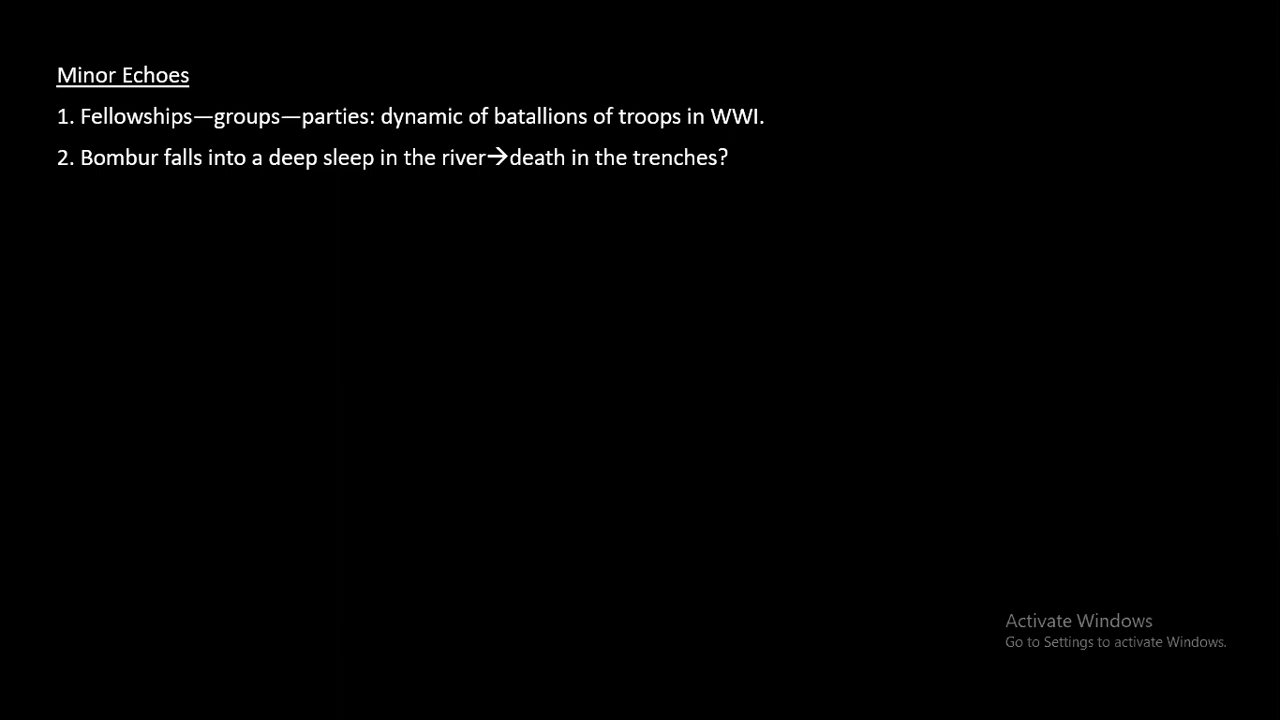 Minor Echoes
1. Fellowships—groups—parties: dynamic of batallions of troops in WWI.
2. Bombur falls into a deep sleep in the river→death in the trenches?
Activate Windows
Go to Settings to activate Windows.